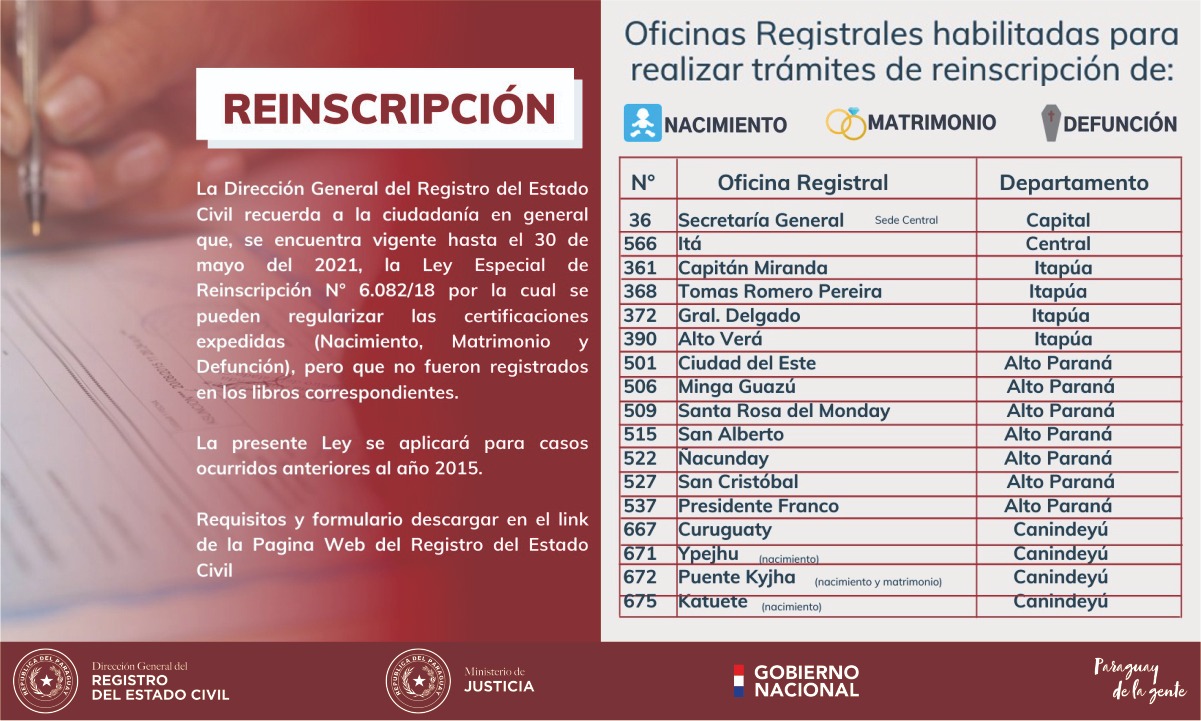 REINSCRIPCIÓN
La Dirección General del Registro del Estado
Civil recuerda a la ciudadanía en general
que, se encuentra vigente hasta el 30 de
mayo del 2021, la Ley Especial de
Reinscripción N° 6.082/18 por la cual se
pueden regularizar las certificaciones
expedidas (Nacimiento, Matrimonio y
Defunción), pero que no fueron registrados
en los libros correspondientes.
La presente Ley se aplicará para casos
ocurridos anteriores al año 2015.
Requisitos y formulario descargar en el link
de la Pagina Web del Registro del Estado
Civil
Oficinas Registrales habilitadas para
realizar trámites de reinscripción de:
NACIMIENTO MATRIMONIO DEFUNCIÓN
N° Oficina Registral Departamento
36 Secretaría General Sede Central Capital
566 Itá Central
361 Capitán Miranda Itapúa
368 Tomas Romero Pereira Itapúa
372 Gral. Delgado Itapúa
390 Alto Verá Itapúa
501 Ciudad del Este Alto Paraná
506 Minga Guazú Alto Paraná
509 Santa Rosa del Monday Alto Paraná
515 San Alberto Alto Paraná
522 Ñacunday Alto Paraná
527 San Cristóbal Alto Paraná
537 Presidente Franco Alto Paraná
667 Curuguaty Canindeyú
671 Ypejhu (nacimiento) Canindeyú
672 Puente Kyjha (nacimiento y matrimonio) Canindeyú
675 Katuete (nacimiento) Canindeyú
REPUBLICA DEL PARAGUAY
Dirección General del
REGISTRO
DEL ESTADO CIVIL
REPUBLICA DEL PARAGUAY
Ministerio de
JUSTICIA
GOBIERNO
NACIONAL
Paraguay
de la gente